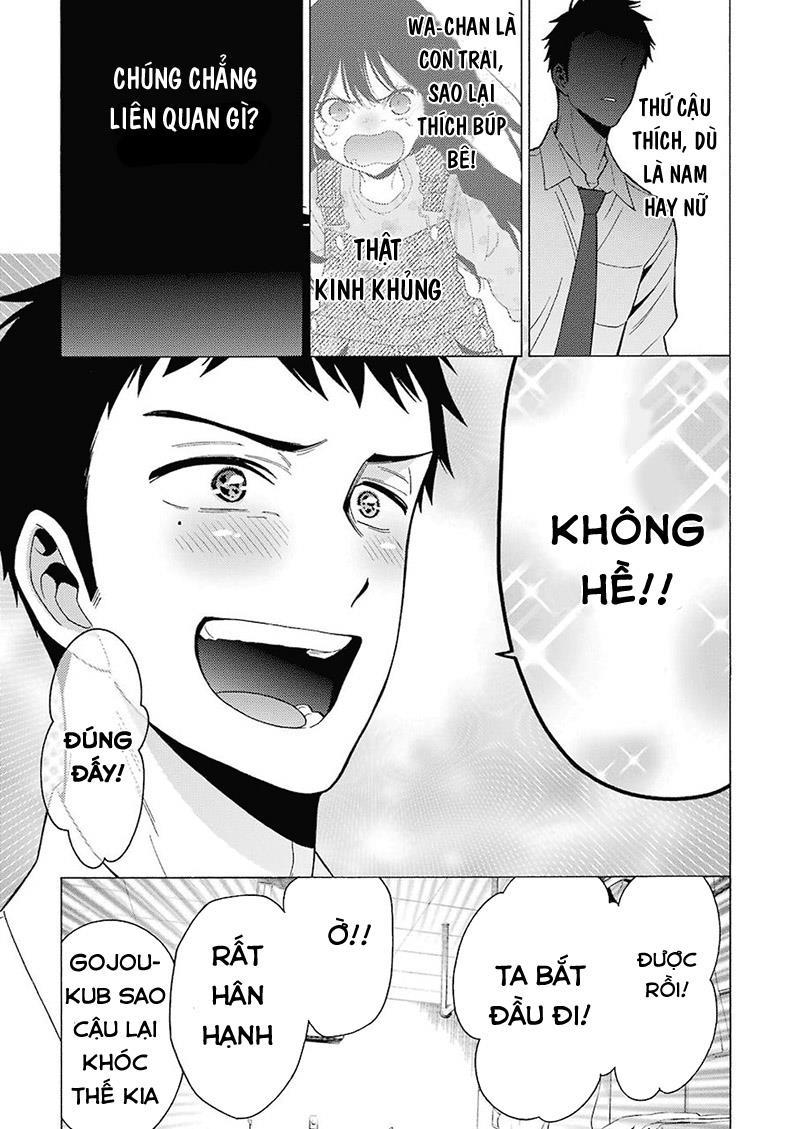 THỨ CẬU
THÍCH, DÙ
LÀ NAM
HAY NỮ
WA-CHAN LÀ
CON TRAI,
SAO LẠI
THÍCH BÚP
BÊ!
THẬT
KINH KHỦNG
CHÚNG CHẲNG
LIÊN QUAN GÌ?
KHÔNG
HỀ!!
ĐÚNG
ĐẤY!
ĐƯỢC
RỒI!
TA BẮT
ĐẦU ĐI!
Ờ!!
RẤT
HÂN
HẠNH
GOJOU-
KUB SAO
CẬU LẠI
KHÓC
THẾ KIA